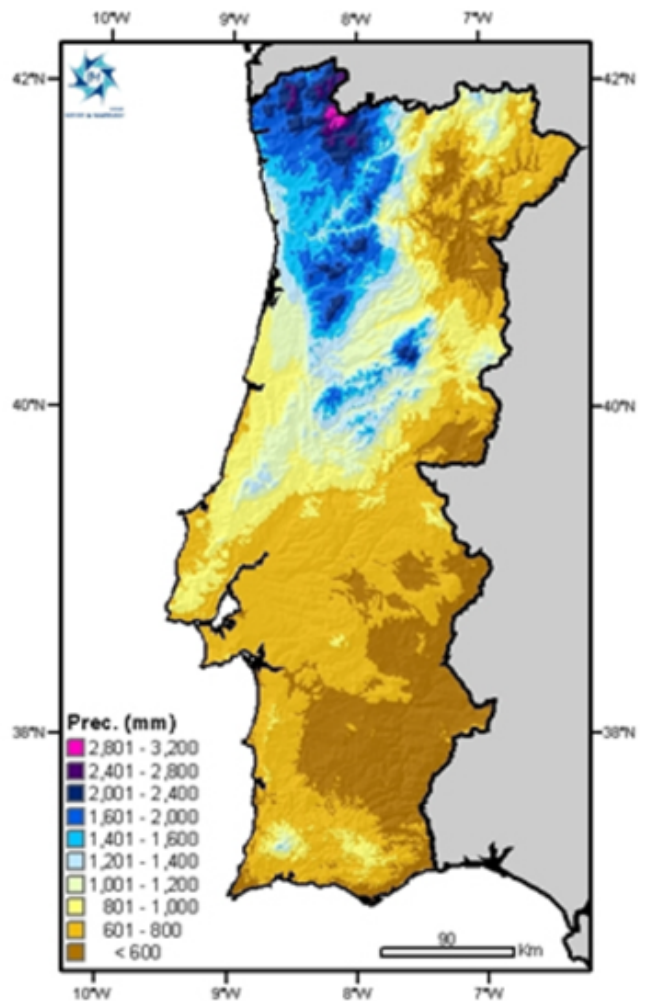 10°W 9°W 8°W 7°W
42°N 42°N
IM
40°N 40°N
38°N 38°N
Prec. (mm)
2,801 - 3,200
2,401 - 2,800
2,001 - 2,400
1,601 - 2,000
1,401 - 1,600
1,201 - 1,400
1,001 - 1,200
801 - 1,000
601 - 800
< 600
90
Km
10°W 9°W 8°W 7°W